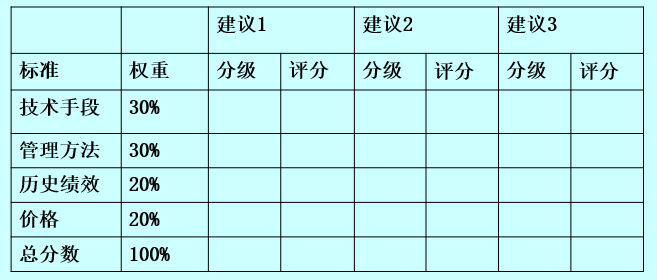 建议1 建议2 建议3
标准 权重 分级 评分 分级 评分 分级 评分
技术手段 30%
管理方法 30%
历史绩效 20%
价格 20%
总分数 100%